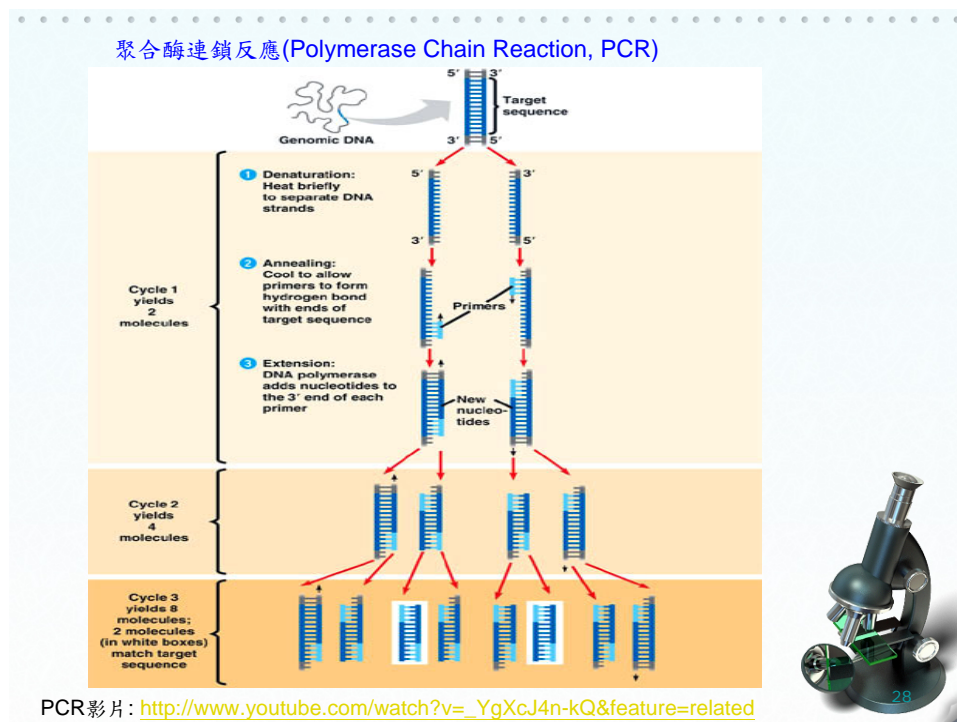 聚合酶連鎖反應(Polymerase Chain Reaction, PCR)
5′ 3′
Target
sequence
Genomic DNA
3′ 5′
Cycle 1
yields
2
molecules
1 Denaturation:
Heat briefly
to separate DNA
strands
5′ 3′
3′ 5′
2 Annealing:
Cool to allow
primers to form
hydrogen bond
with ends of
target sequence
Primers
3 Extension:
DNA polymerase
adds nucleotides to
the 3′ end of each
primer
New
nucleo-
tides
Cycle 2
yields
4
molecules
Cycle 3
yields 8
molecules;
2 molecules
(in white boxes)
match target
sequence
28
PCR影片: http://www.youtube.com/watch?v=_YgXcJ4n-kQ&feature=related